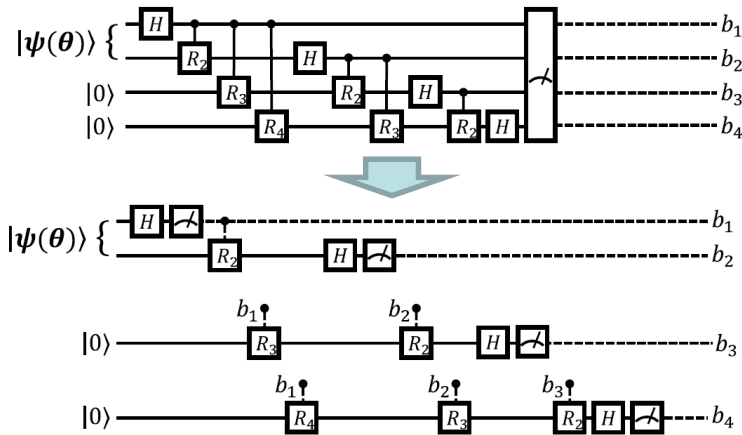 H b₁
|ψ(θ)⟩ { R₂ H b₂
|0⟩ R₃ R₂ H b₃
|0⟩ R₄ R₃ R₂ H b₄
H b₁
|ψ(θ)⟩ { R₂ H b₂
b₁ b₂
|0⟩ R₃ R₂ H b₃
b₁ b₂ b₃
|0⟩ R₄ R₃ R₂ H b₄